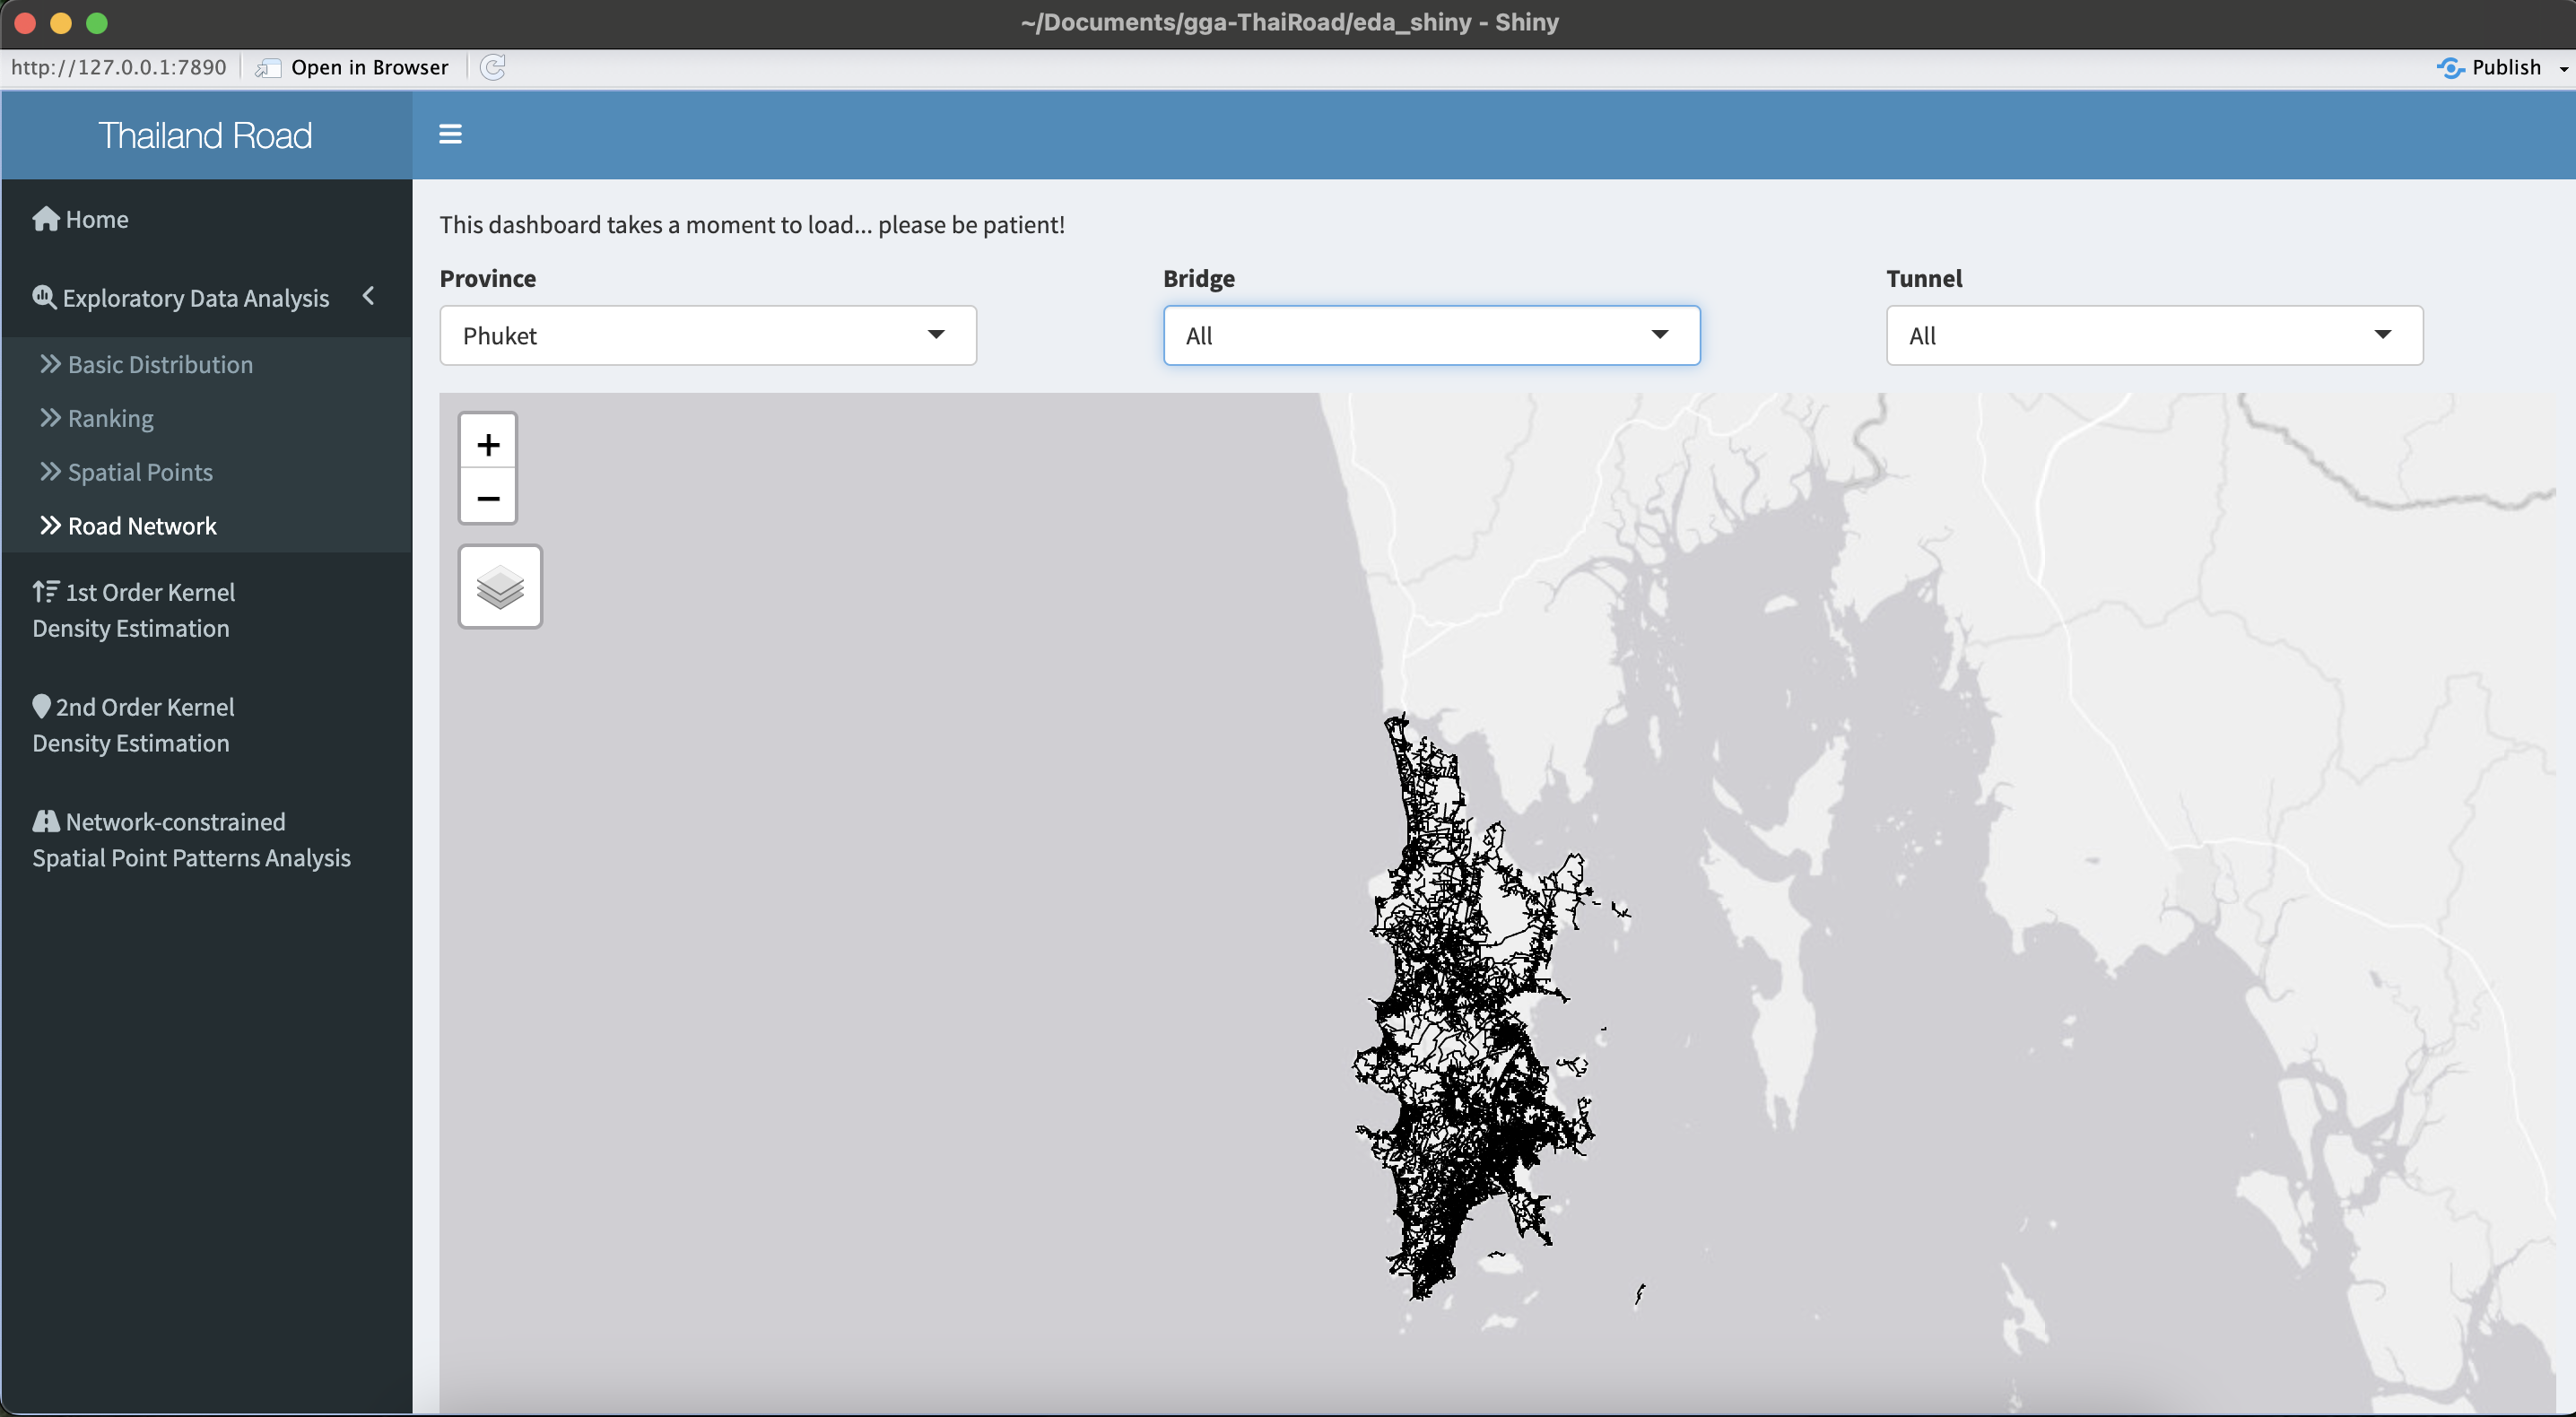 ~/Documents/gga-ThaiRoad/eda_shiny - Shiny
http://127.0.0.1:7890 Open in Browser Publish
Thailand Road
Home
Exploratory Data Analysis
Basic Distribution
Ranking
Spatial Points
Road Network
1st Order Kernel
Density Estimation
2nd Order Kernel
Density Estimation
Network-constrained
Spatial Point Patterns Analysis
This dashboard takes a moment to load... please be patient!
Province Bridge Tunnel
Phuket All All
+
−